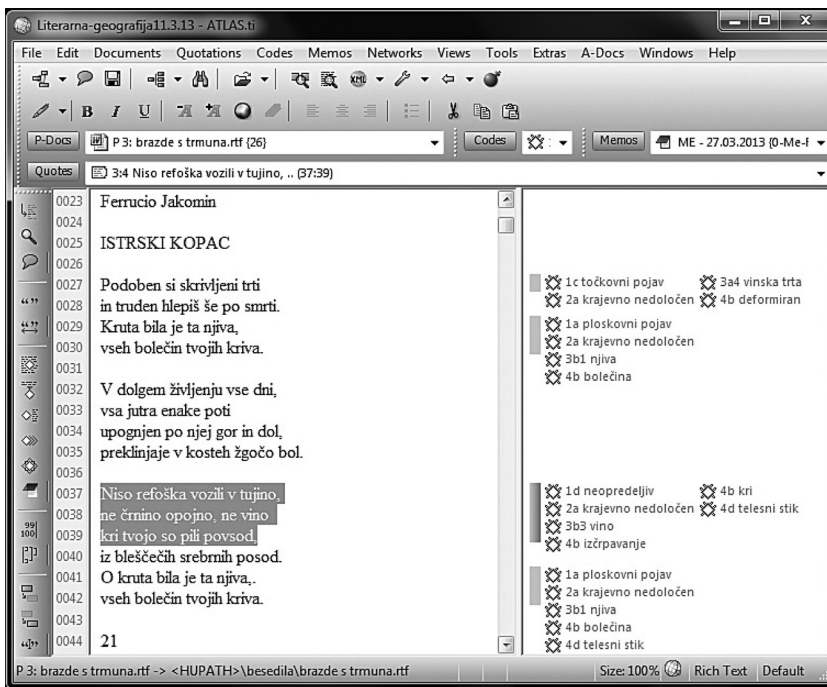 Literarna-geografija11.3.13 - ATLAS.ti
File Edit Documents Quotations Codes Memos Networks Views Tools Extras A-Docs Windows Help
B I U A A
P-Docs P 3: brazde s trmuna.rtf {26} Codes Memos ME - 27.03.2013 {0-Me-F
Quotes 3:4 Niso refoška vozili v tujino, .. (37:39)
0023 Ferrucio Jakomin
0024
0025 ISTRSKI KOPAC
0026
0027 Podoben si skrivljeni trti 1c točkovni pojav 3a4 vinska trta
0028 in truden hlepiš še po smrti. 2a krajevno nedoločen 4b deformiran
0029 Kruta bila je ta njiva, 1a ploskovni pojav
0030 vseh bolečin tvojih kriva. 2a krajevno nedoločen
0031 3b1 njiva
0032 V dolgem življenju vse dni, 4b bolečina
0033 vsa jutra enake poti
0034 upognjen po njej gor in dol,
0035 preklinjaje v kosteh žgočo bol.
0036
0037 Niso refoška vozili v tujino, 1d neopredeljiv 4b kri
0038 ne črnino opojno, ne vino 2a krajevno nedoločen 4d telesni stik
0039 kri tvojo so pili povsod, 3b3 vino
0040 iz bleščečih srebrnih posod. 4b izčrpavanje
0041 O kruta bila je ta njiva,. 1a ploskovni pojav
0042 vseh bolečin tvojih kriva. 2a krajevno nedoločen
0043 3b1 njiva
4b bolečina
0044 21 4d telesni stik
P 3: brazde s trmuna.rtf -> <HUPATH>\besedila\brazde s trmuna.rtf Size: 100% Rich Text Default